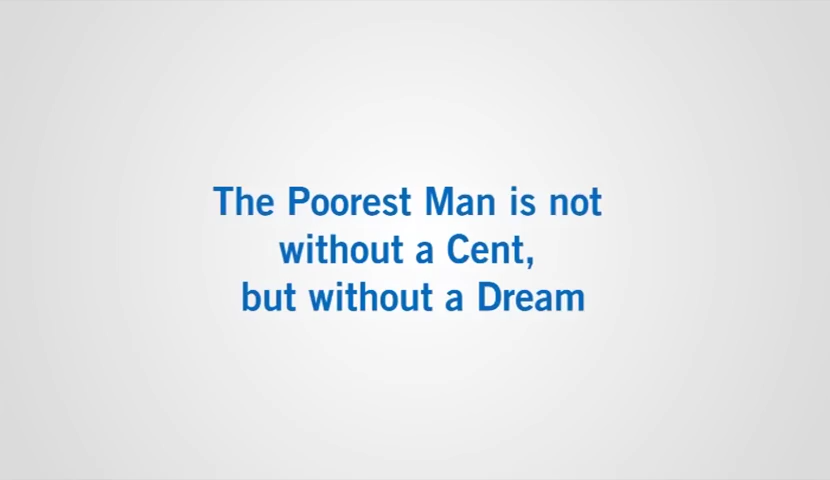 The Poorest Man is not
without a Cent,
but without a Dream